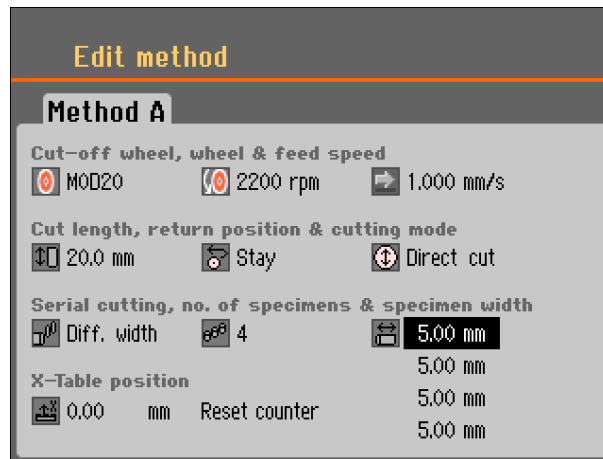 Edit method
Method A
Cut-off wheel, wheel & feed speed
MOD20 2200 rpm 1.000 mm/s
Cut length, return position & cutting mode
20.0 mm Stay Direct cut
Serial cutting, no. of specimens & specimen width
Diff. width 4 5.00 mm
5.00 mm
X-Table position
5.00 mm
0.00 mm Reset counter
5.00 mm